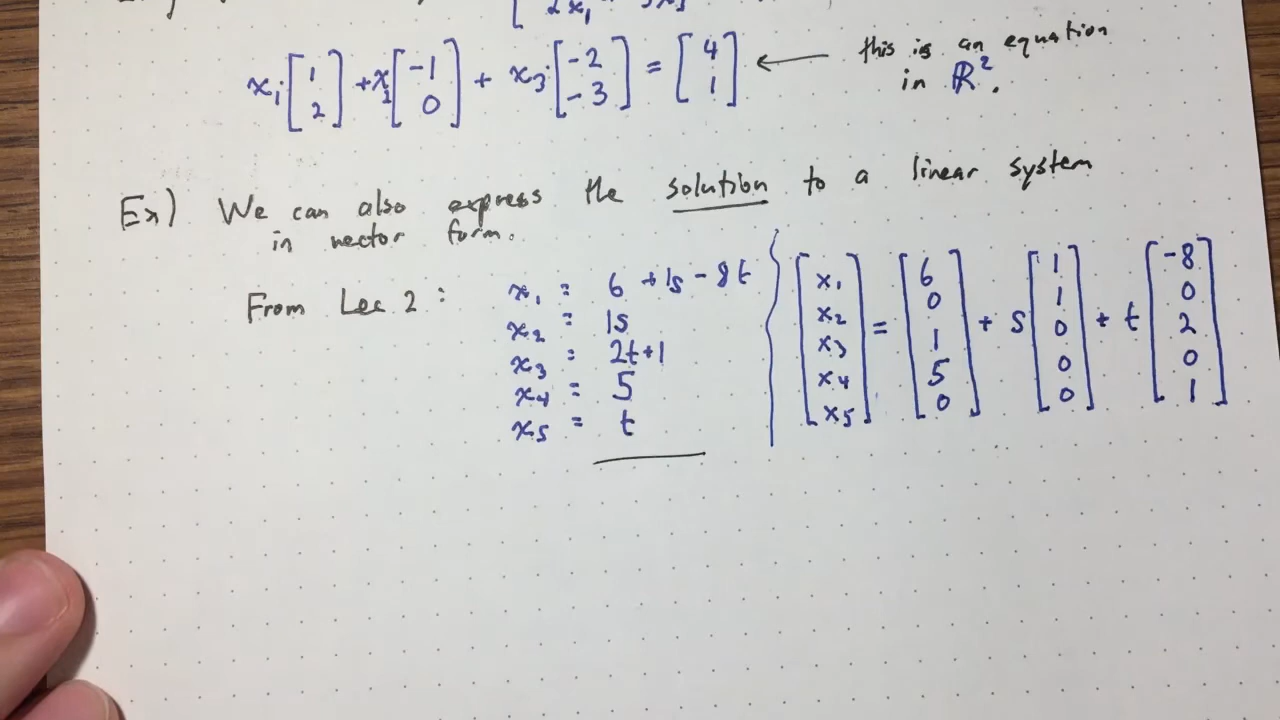 2x₁
x₁ [1 2] + x₂ [-1 0] + x₃ [-2 -3] = [4 1] ← this is an equation
in ℝ².
Ex) We can also express the solution to a linear system
in vector form.
From Lec 2:
x₁ = 6 + 1s - 8t
x₂ = 1s
x₃ = 2t+1
x₄ = 5
x₅ = t
[x₁ x₂ x₃ x₄ x₅] = [6 0 1 5 0] + s [1 1 0 0 0] + t [-8 0 2 0 1]